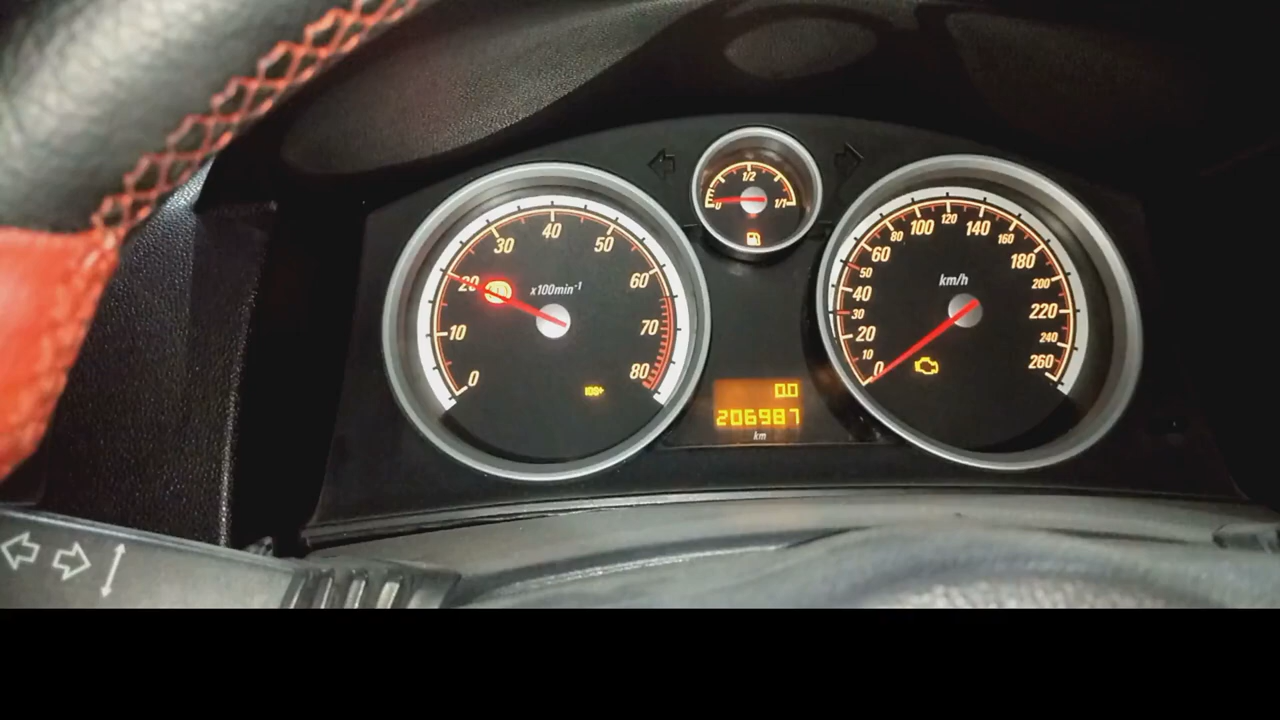 0 10 20 30 40 50 60 70 80
x100min⁻¹
0 1/2 1/1
0 10 20 30 40 50 60 80 100 120 140 160 180 200 220 240 260
km/h
0.0
206987
km